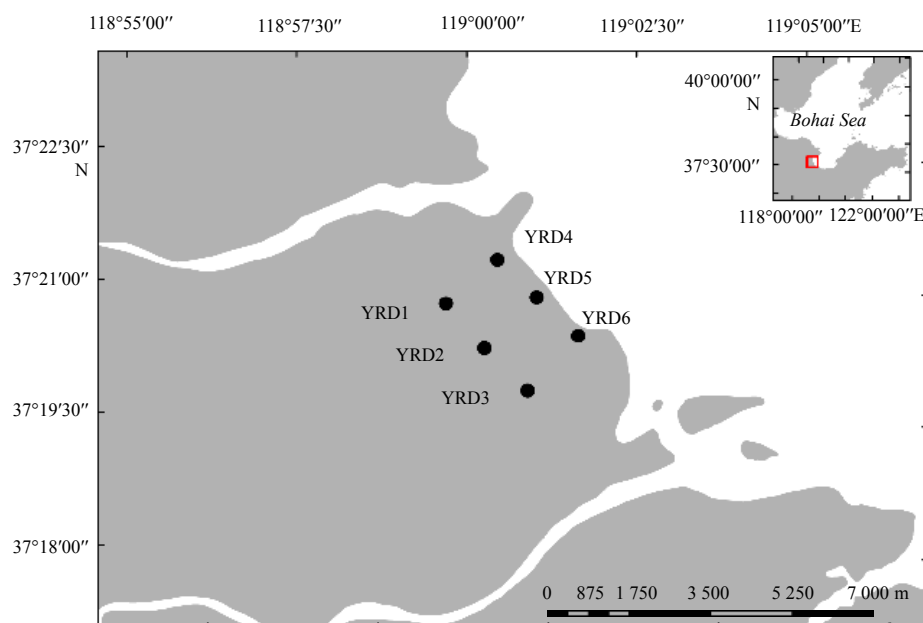 118°55′00″ 118°57′30″ 119°00′00″ 119°02′30″ 119°05′00″E
40°00′00″
N
Bohai Sea
37°30′00″
118°00′00″ 122°00′00″E
37°22′30″
N
YRD4
37°21′00″
YRD5
YRD1
YRD6
YRD2
YRD3
37°19′30″
37°18′00″
0 875 1 750 3 500 5 250 7 000 m